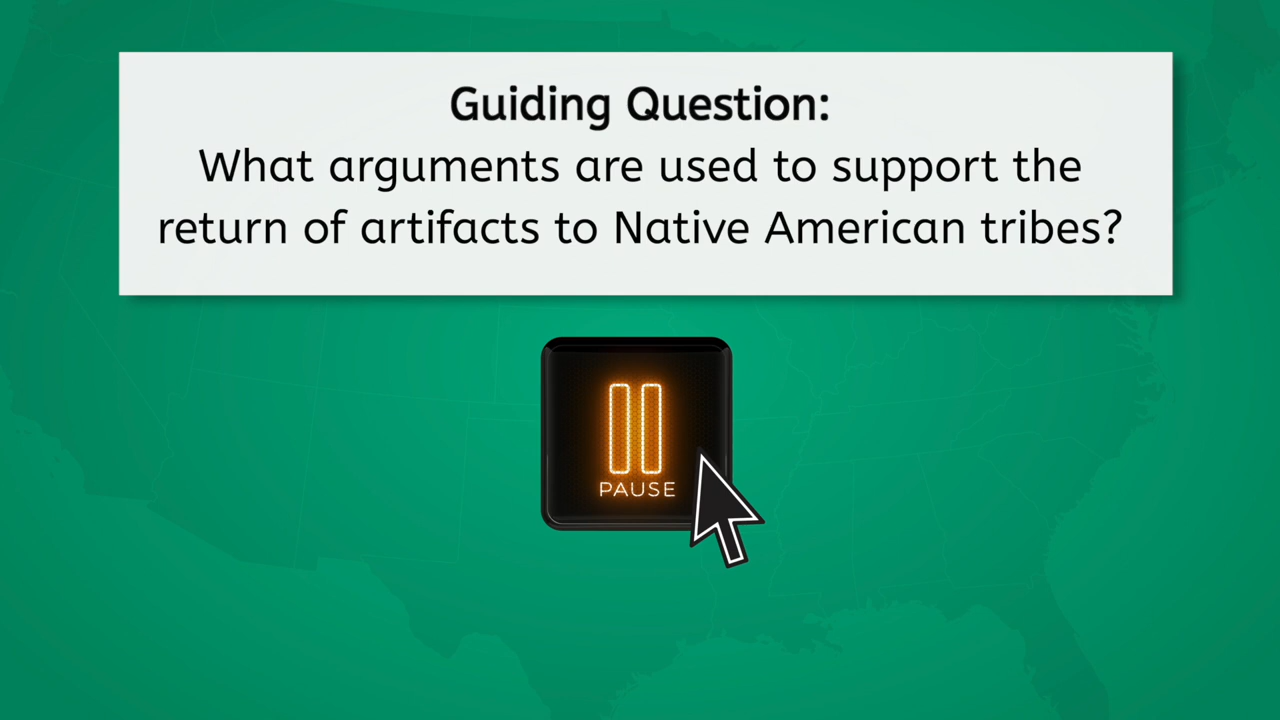 Guiding Question:
What arguments are used to support the
return of artifacts to Native American tribes?
PAUSE